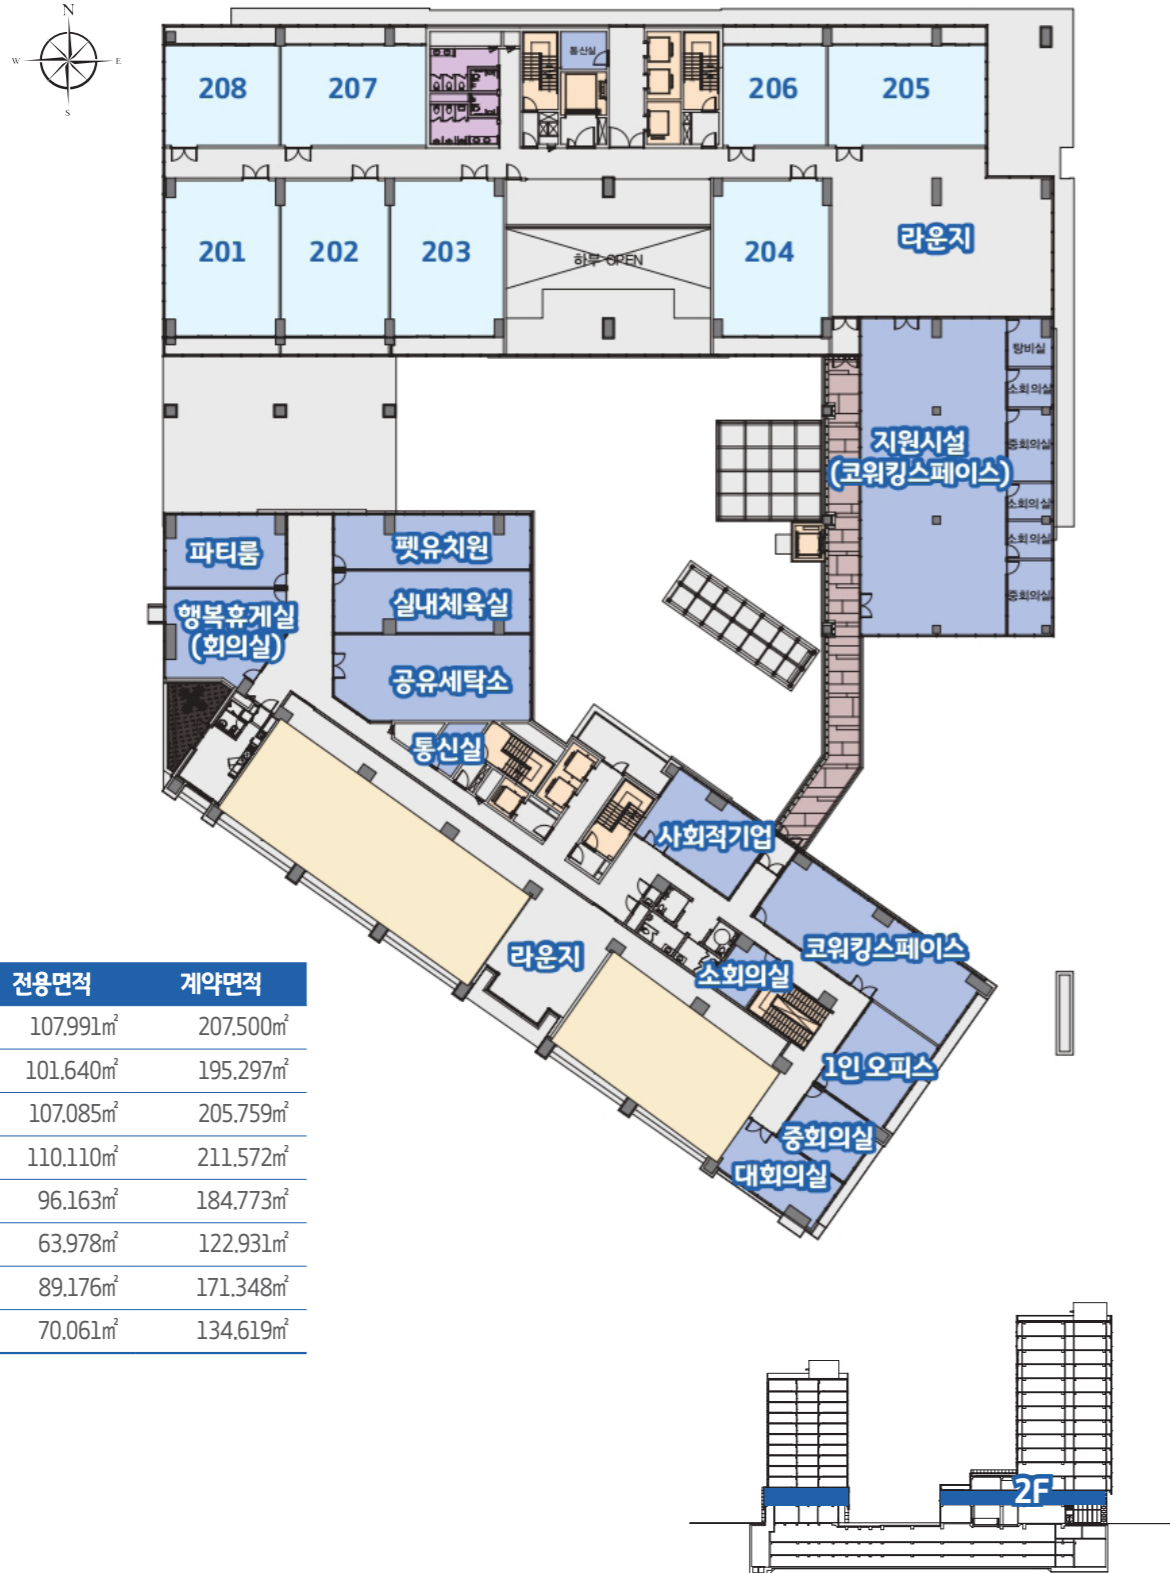 N
W
E
S
통신실
208
207
206
205
201
202
203
204
하부 OPEN
라운지
탕비실
소회의실
중회의실
소회의실
소회의실
중회의실
지원시설
(코워킹스페이스)
파티룸
펫유치원
행복휴게실
(회의실)
실내체육실
공유세탁소
통신실
사회적기업
라운지
소회의실
코워킹스페이스
1인 오피스
중회의실
대회의실
전용면적 계약면적
107.991㎡ 207.500㎡
101.640㎡ 195.297㎡
107.085㎡ 205.759㎡
110.110㎡ 211.572㎡
96.163㎡ 184.773㎡
63.978㎡ 122.931㎡
89.176㎡ 171.348㎡
70.061㎡ 134.619㎡
2F